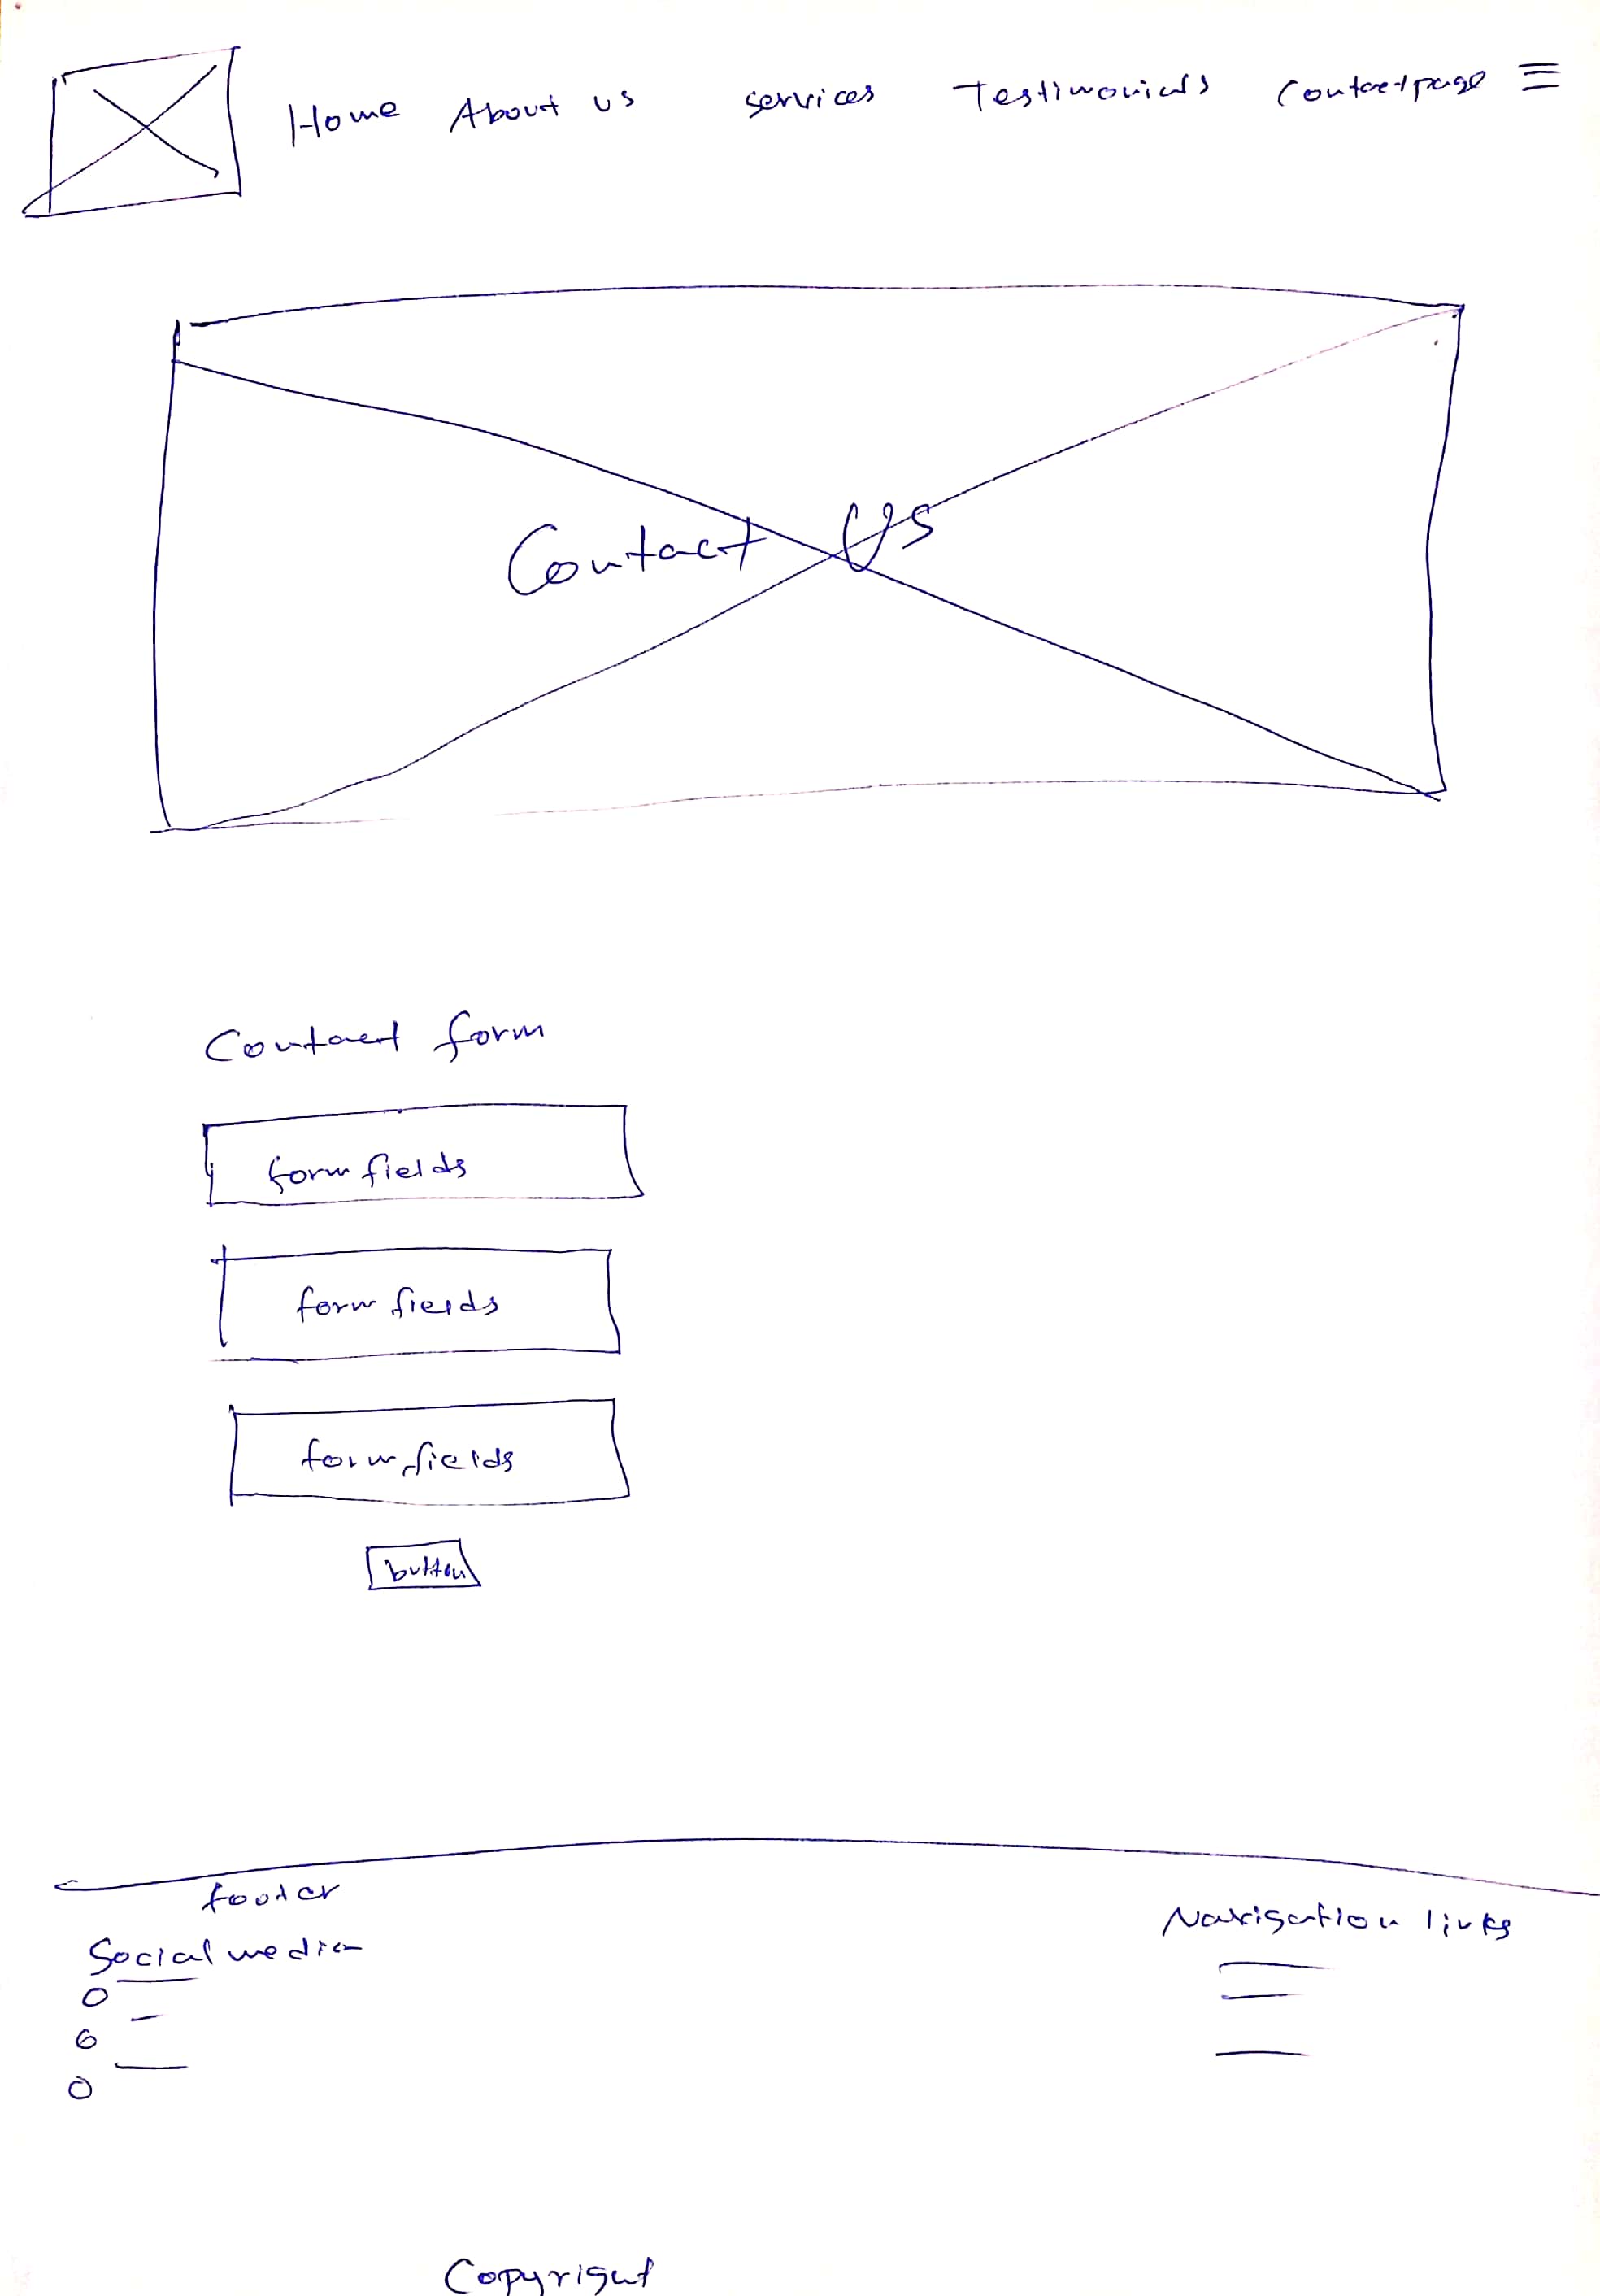 Home About us services Testimonials Contact page
Contact Us
Contact form
form fields
form fields
form fields
button
footer
Social media
Navigation links
Copyright